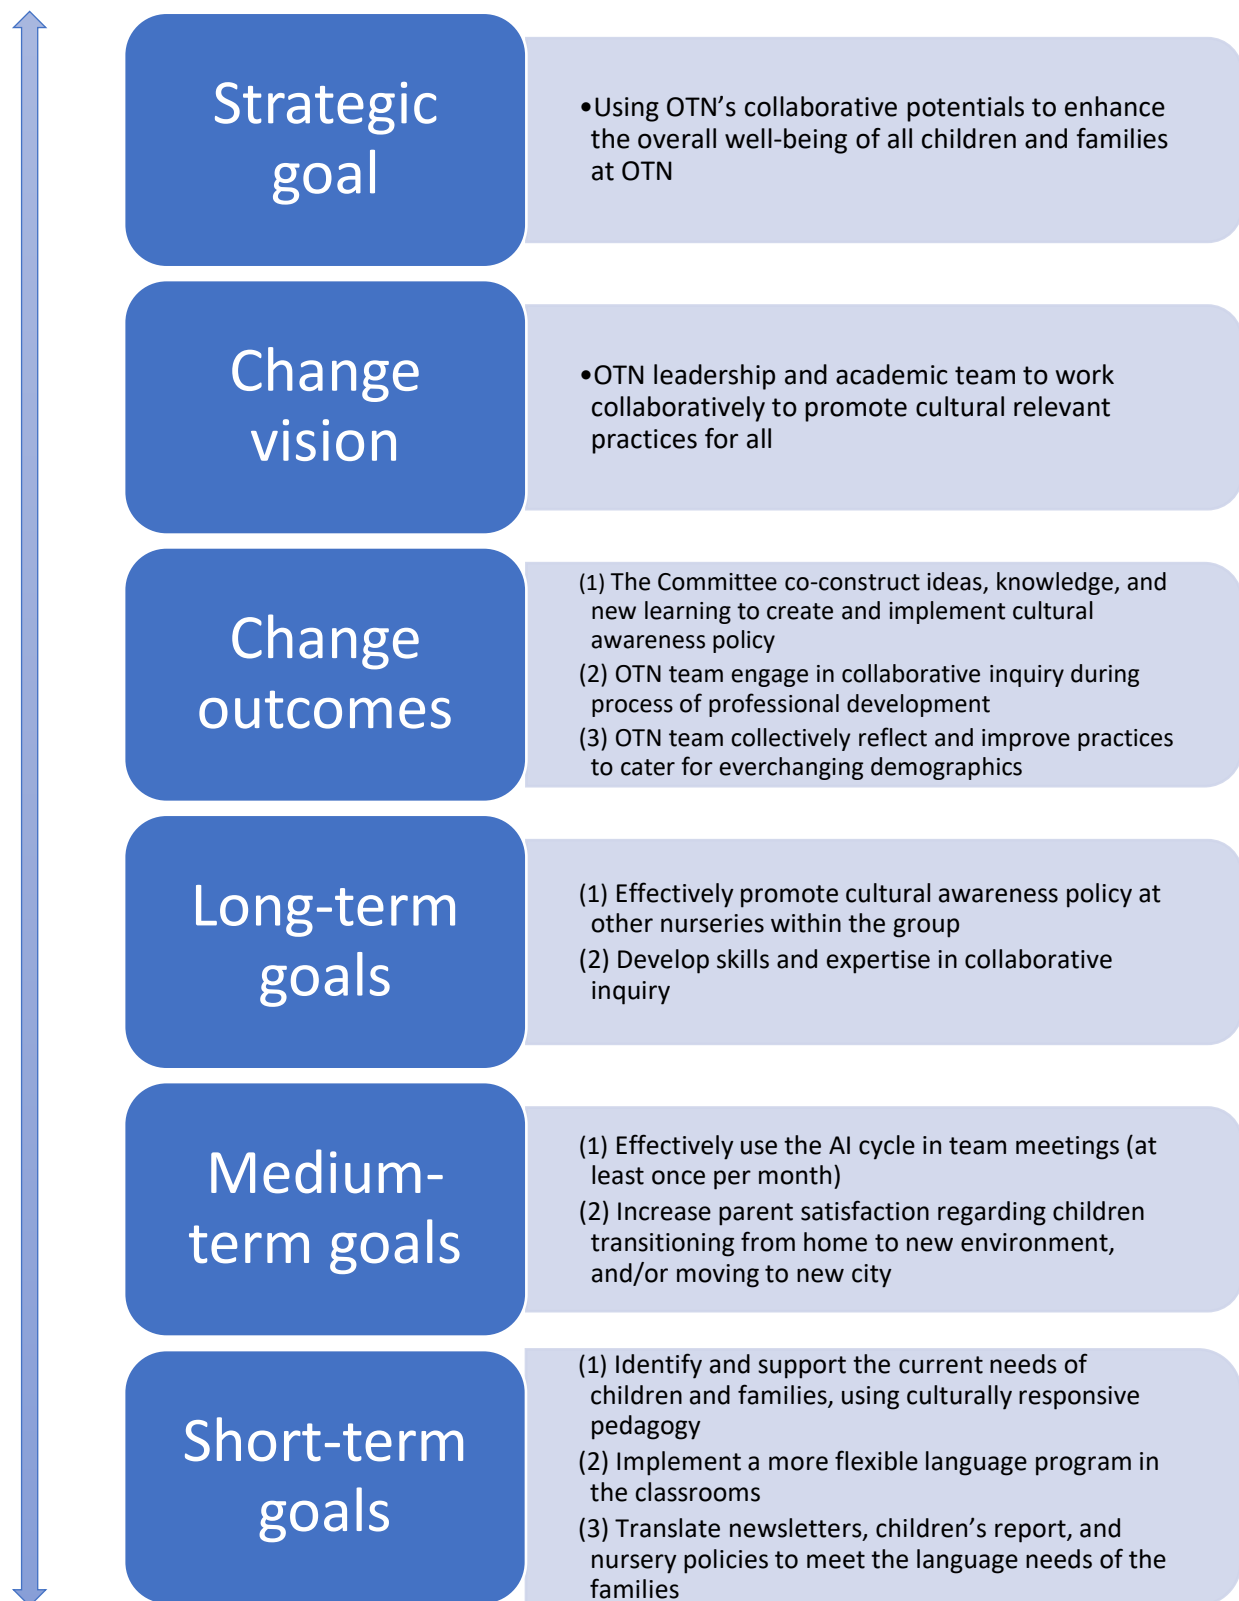 Strategic
goal
•Using OTN’s collaborative potentials to enhance
the overall well-being of all children and families
at OTN
Change
vision
•OTN leadership and academic team to work
collaboratively to promote cultural relevant
practices for all
Change
outcomes
(1) The Committee co-construct ideas, knowledge, and
new learning to create and implement cultural
awareness policy
(2) OTN team engage in collaborative inquiry during
process of professional development
(3) OTN team collectively reflect and improve practices
to cater for everchanging demographics
Long-term
goals
(1) Effectively promote cultural awareness policy at
other nurseries within the group
(2) Develop skills and expertise in collaborative
inquiry
Medium-
term goals
(1) Effectively use the AI cycle in team meetings (at
least once per month)
(2) Increase parent satisfaction regarding children
transitioning from home to new environment,
and/or moving to new city
Short-term
goals
(1) Identify and support the current needs of
children and families, using culturally responsive
pedagogy
(2) Implement a more flexible language program in
the classrooms
(3) Translate newsletters, children’s report, and
nursery policies to meet the language needs of the
families